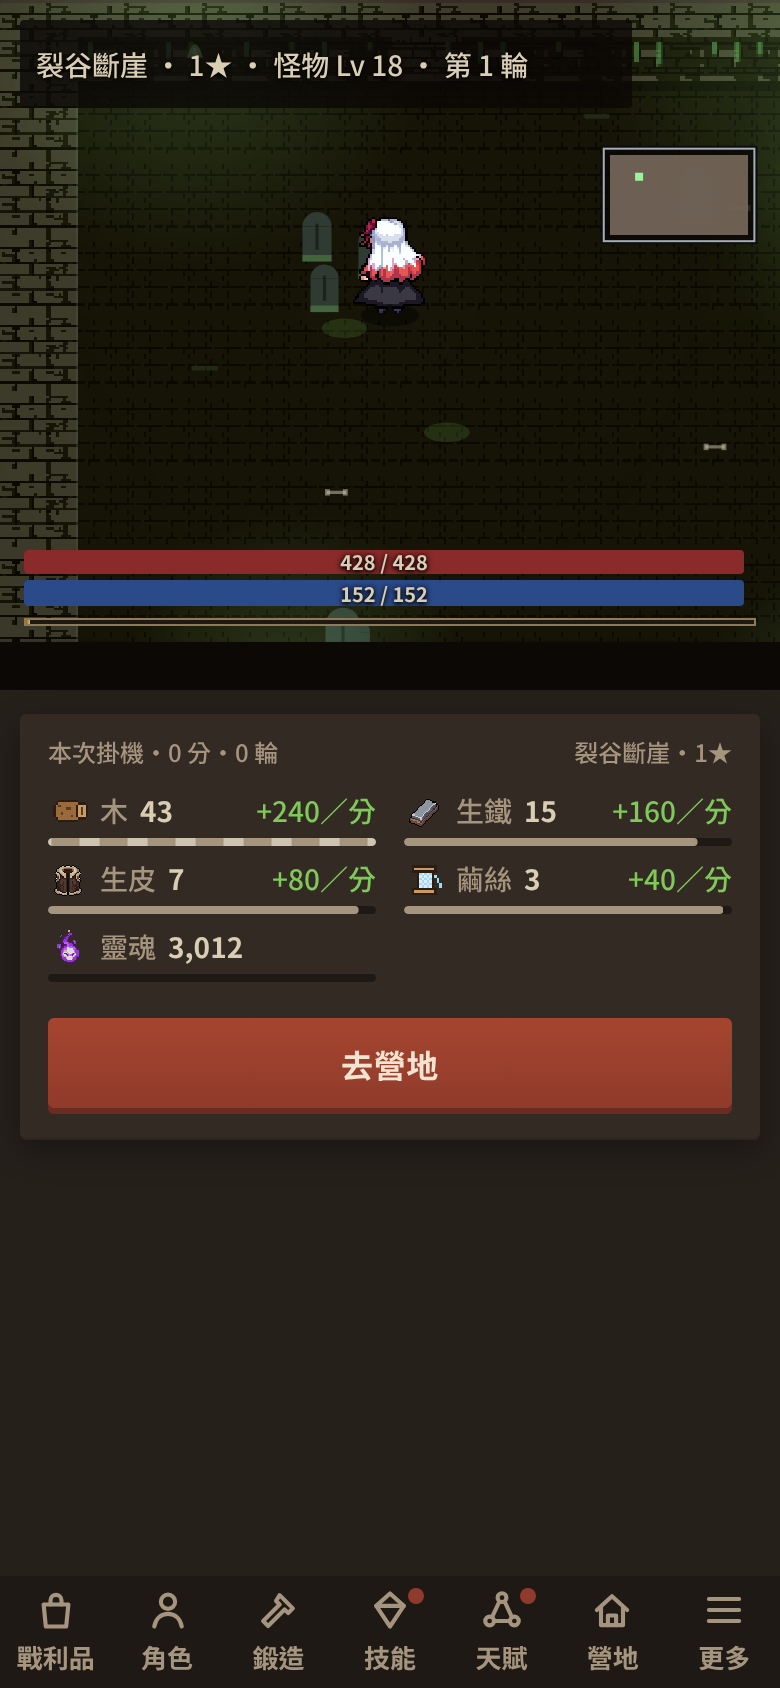 裂谷斷崖 · 1★ · 怪物 Lv 18 · 第 1 輪
428 / 428
152 / 152
本次掛機・0 分・0 輪
裂谷斷崖・1★
木 43 +240／分
生鐵 15 +160／分
生皮 7 +80／分
繭絲 3 +40／分
靈魂 3,012
去營地
戰利品
角色
鍛造
技能
天賦
營地
更多